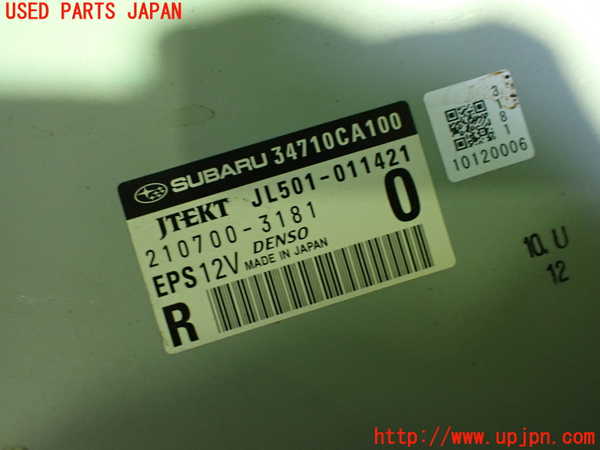 USED PARTS JAPAN
SUBARU 34710CA100
JTEKT JL501-011421
210700-3181
0
DENSO
EPS 12V MADE IN JAPAN
R
3181
10120006
10. U
12
http://www.upjpn.com/